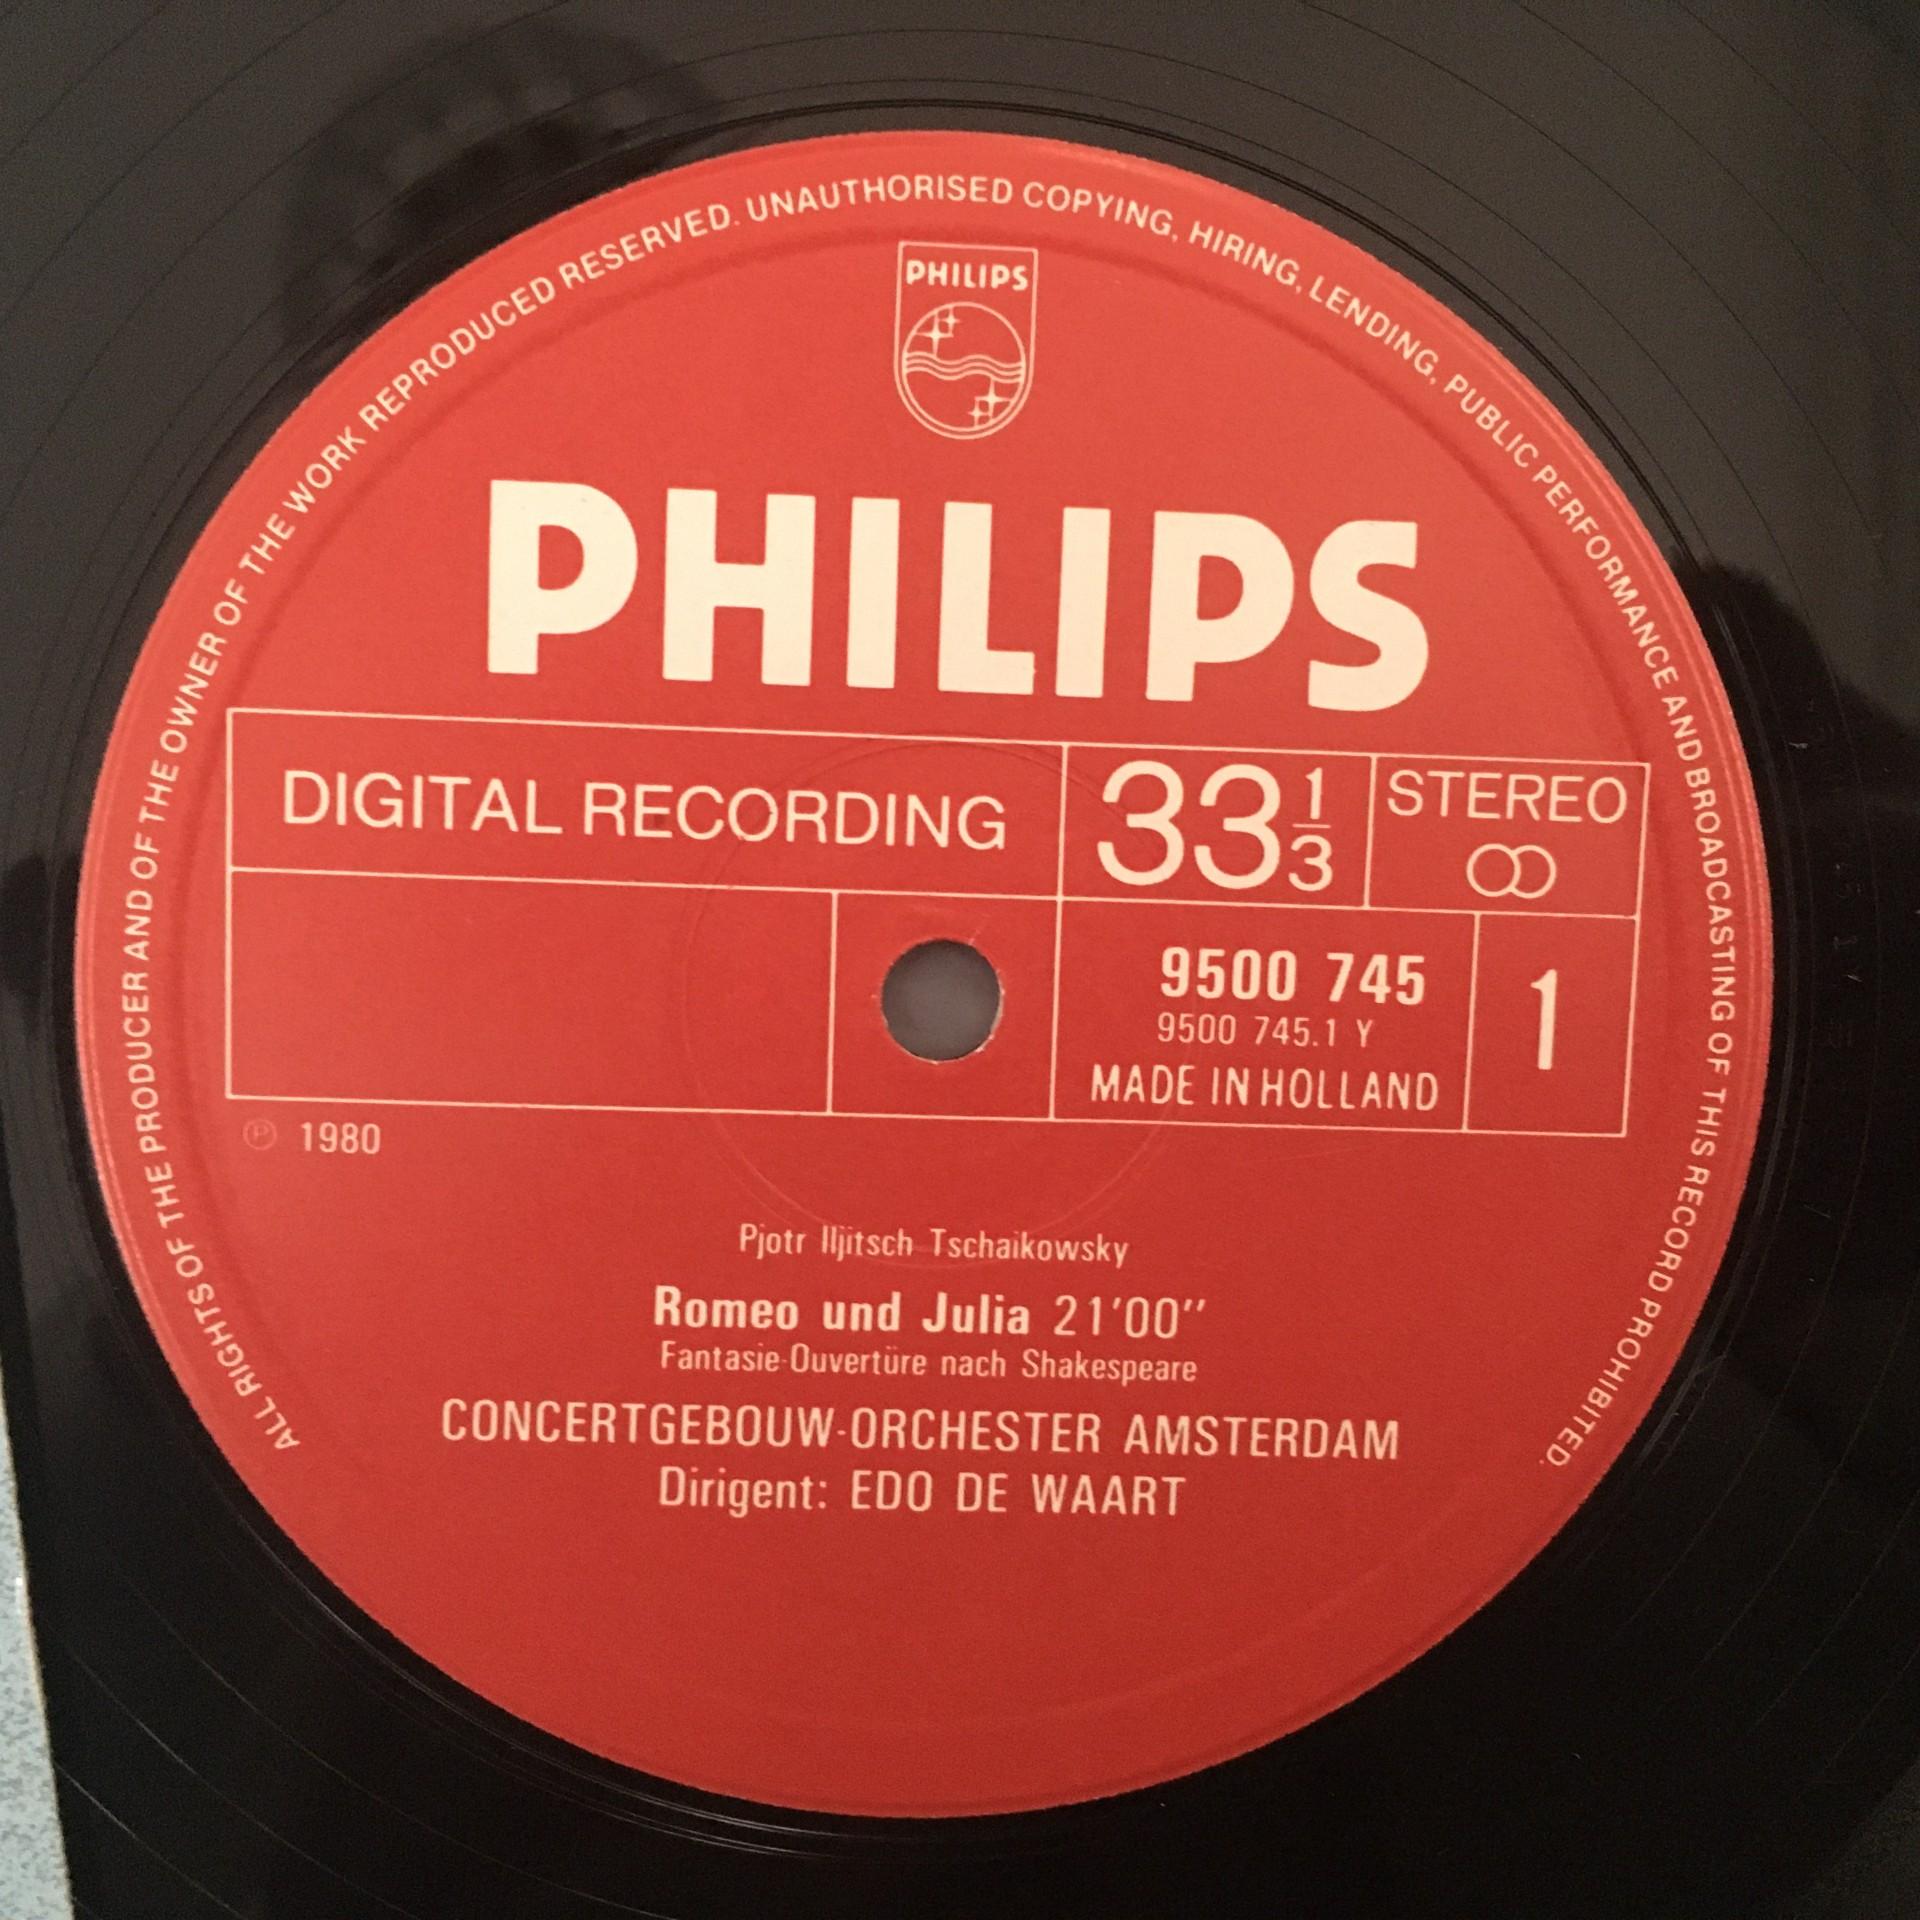 ALL RIGHTS OF THE PRODUCER AND OF THE OWNER OF THE WORK REPRODUCED RESERVED. UNAUTHORISED COPYING, HIRING, LENDING, PUBLIC PERFORMANCE AND BROADCASTING OF THIS RECORD PROHIBITED.
PHILIPS
PHILIPS
DIGITAL RECORDING
33 1/3
STEREO
9500 745
9500 745.1 Y
MADE IN HOLLAND
1
Ⓟ 1980
Pjotr Iljitsch Tschaikowsky
Romeo und Julia 21'00''
Fantasie-Ouvertüre nach Shakespeare
CONCERTGEBOUW-ORCHESTER AMSTERDAM
Dirigent: EDO DE WAART